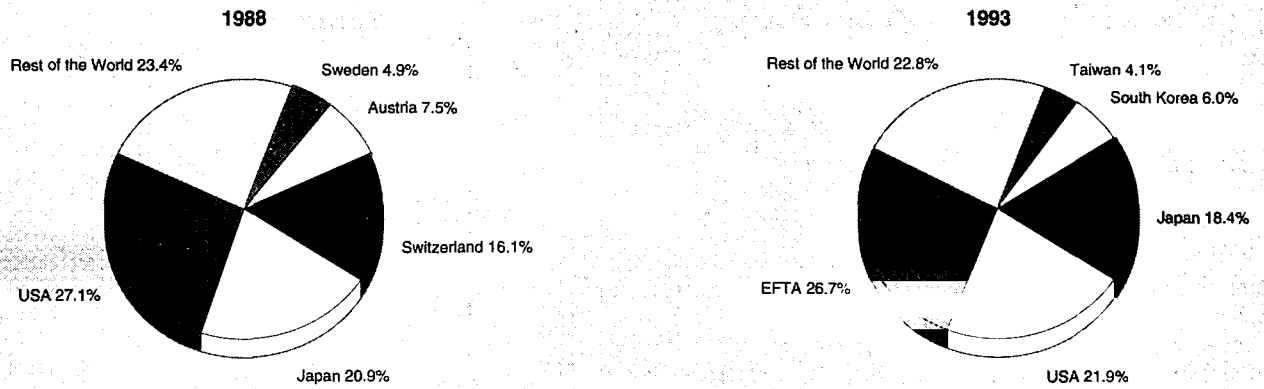 1988
Rest of the World 23.4%
Sweden 4.9%
Austria 7.5%
Switzerland 16.1%
USA 27.1%
Japan 20.9%
1993
Rest of the World 22.8%
Taiwan 4.1%
South Korea 6.0%
Japan 18.4%
EFTA 26.7%
USA 21.9%